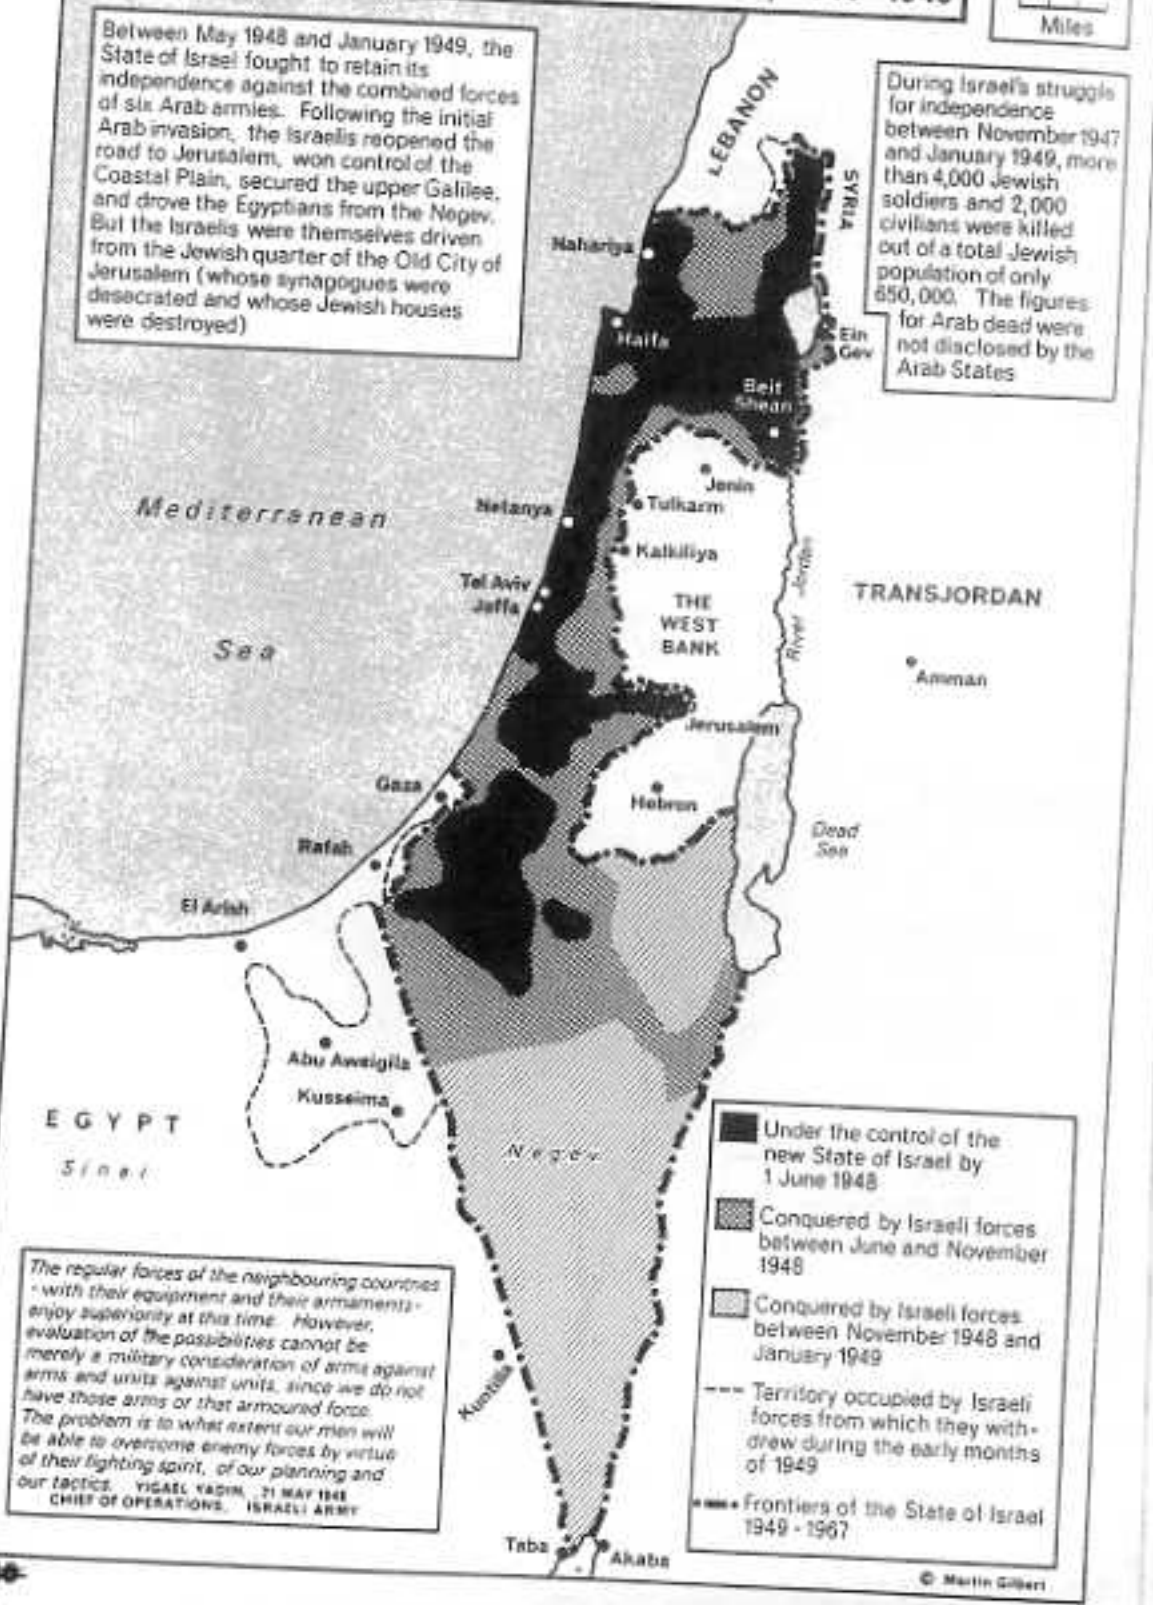 Miles
Between May 1948 and January 1949, the
State of Israel fought to retain its
independence against the combined forces
of six Arab armies. Following the initial
Arab invasion, the Israelis reopened the
road to Jerusalem, won control of the
Coastal Plain, secured the upper Galilee,
and drove the Egyptians from the Negev.
But the Israelis were themselves driven
from the Jewish quarter of the Old City of
Jerusalem (whose synagogues were
desecrated and whose Jewish houses
were destroyed)
During Israel's struggle
for independence
between November 1947
and January 1949, more
than 4,000 Jewish
soldiers and 2,000
civilians were killed
out of a total Jewish
population of only
650,000. The figures
for Arab dead were
not disclosed by the
Arab States
LEBANON
SYRIA
Nahariya
Haifa
Ein
Gev
Beit
Shean
Jenin
Mediterranean
Sea
Netanya
Tulkarm
Kalkiliya
Tel Aviv
Jaffa
THE
WEST
BANK
River Jordan
TRANSJORDAN
Amman
Jerusalem
Gaza
Hebron
Dead
Sea
Rafah
El Arish
Abu Aweigila
Kusseima
EGYPT
Sinai
Negev
Kuntilla
Taba
Akaba
Under the control of the
new State of Israel by
1 June 1948
Conquered by Israeli forces
between June and November
1948
Conquered by Israeli forces
between November 1948 and
January 1949
Territory occupied by Israeli
forces from which they with-
drew during the early months
of 1949
Frontiers of the State of Israel
1949 - 1967
The regular forces of the neighbouring countries
- with their equipment and their armaments -
enjoy superiority at this time. However,
evaluation of the possibilities cannot be
merely a military consideration of arms against
arms and units against units, since we do not
have those arms or that armoured force.
The problem is to what extent our men will
be able to overcome enemy forces by virtue
of their fighting spirit, of our planning and
our tactics. YIGAEL YADIN, 21 MAY 1948
CHIEF OF OPERATIONS, ISRAELI ARMY
© Martin Gilbert